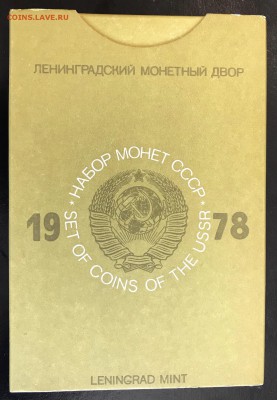 COINS.LAVE.RU
ЛЕНИНГРАДСКИЙ МОНЕТНЫЙ ДВОР
· НАБОР МОНЕТ СССР ·
19 78
SET OF COINS OF THE USSR
LENINGRAD MINT